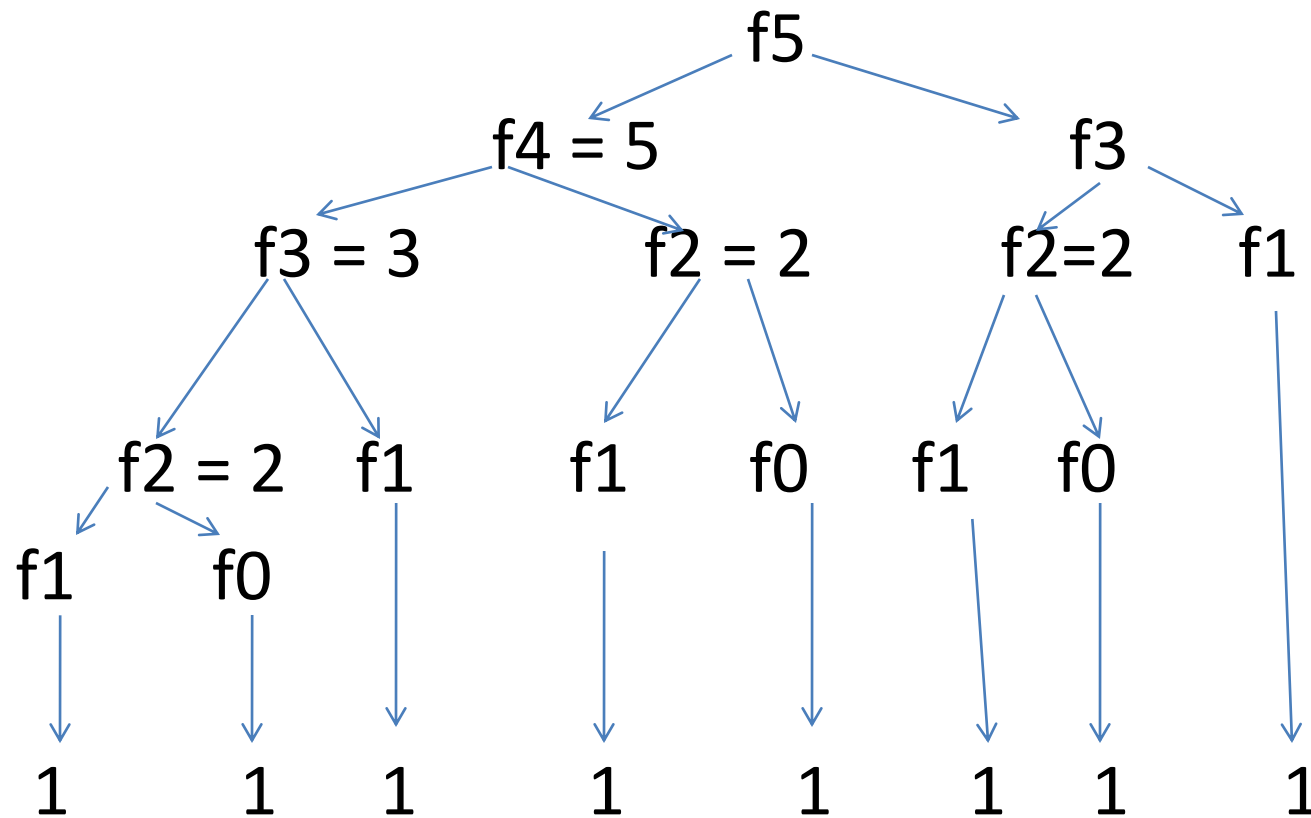 f5
f4 = 5 f3
f3 = 3 f2 = 2 f2=2 f1
f2 = 2 f1 f1 f0 f1 f0
f1 f0
1 1 1 1 1 1 1 1